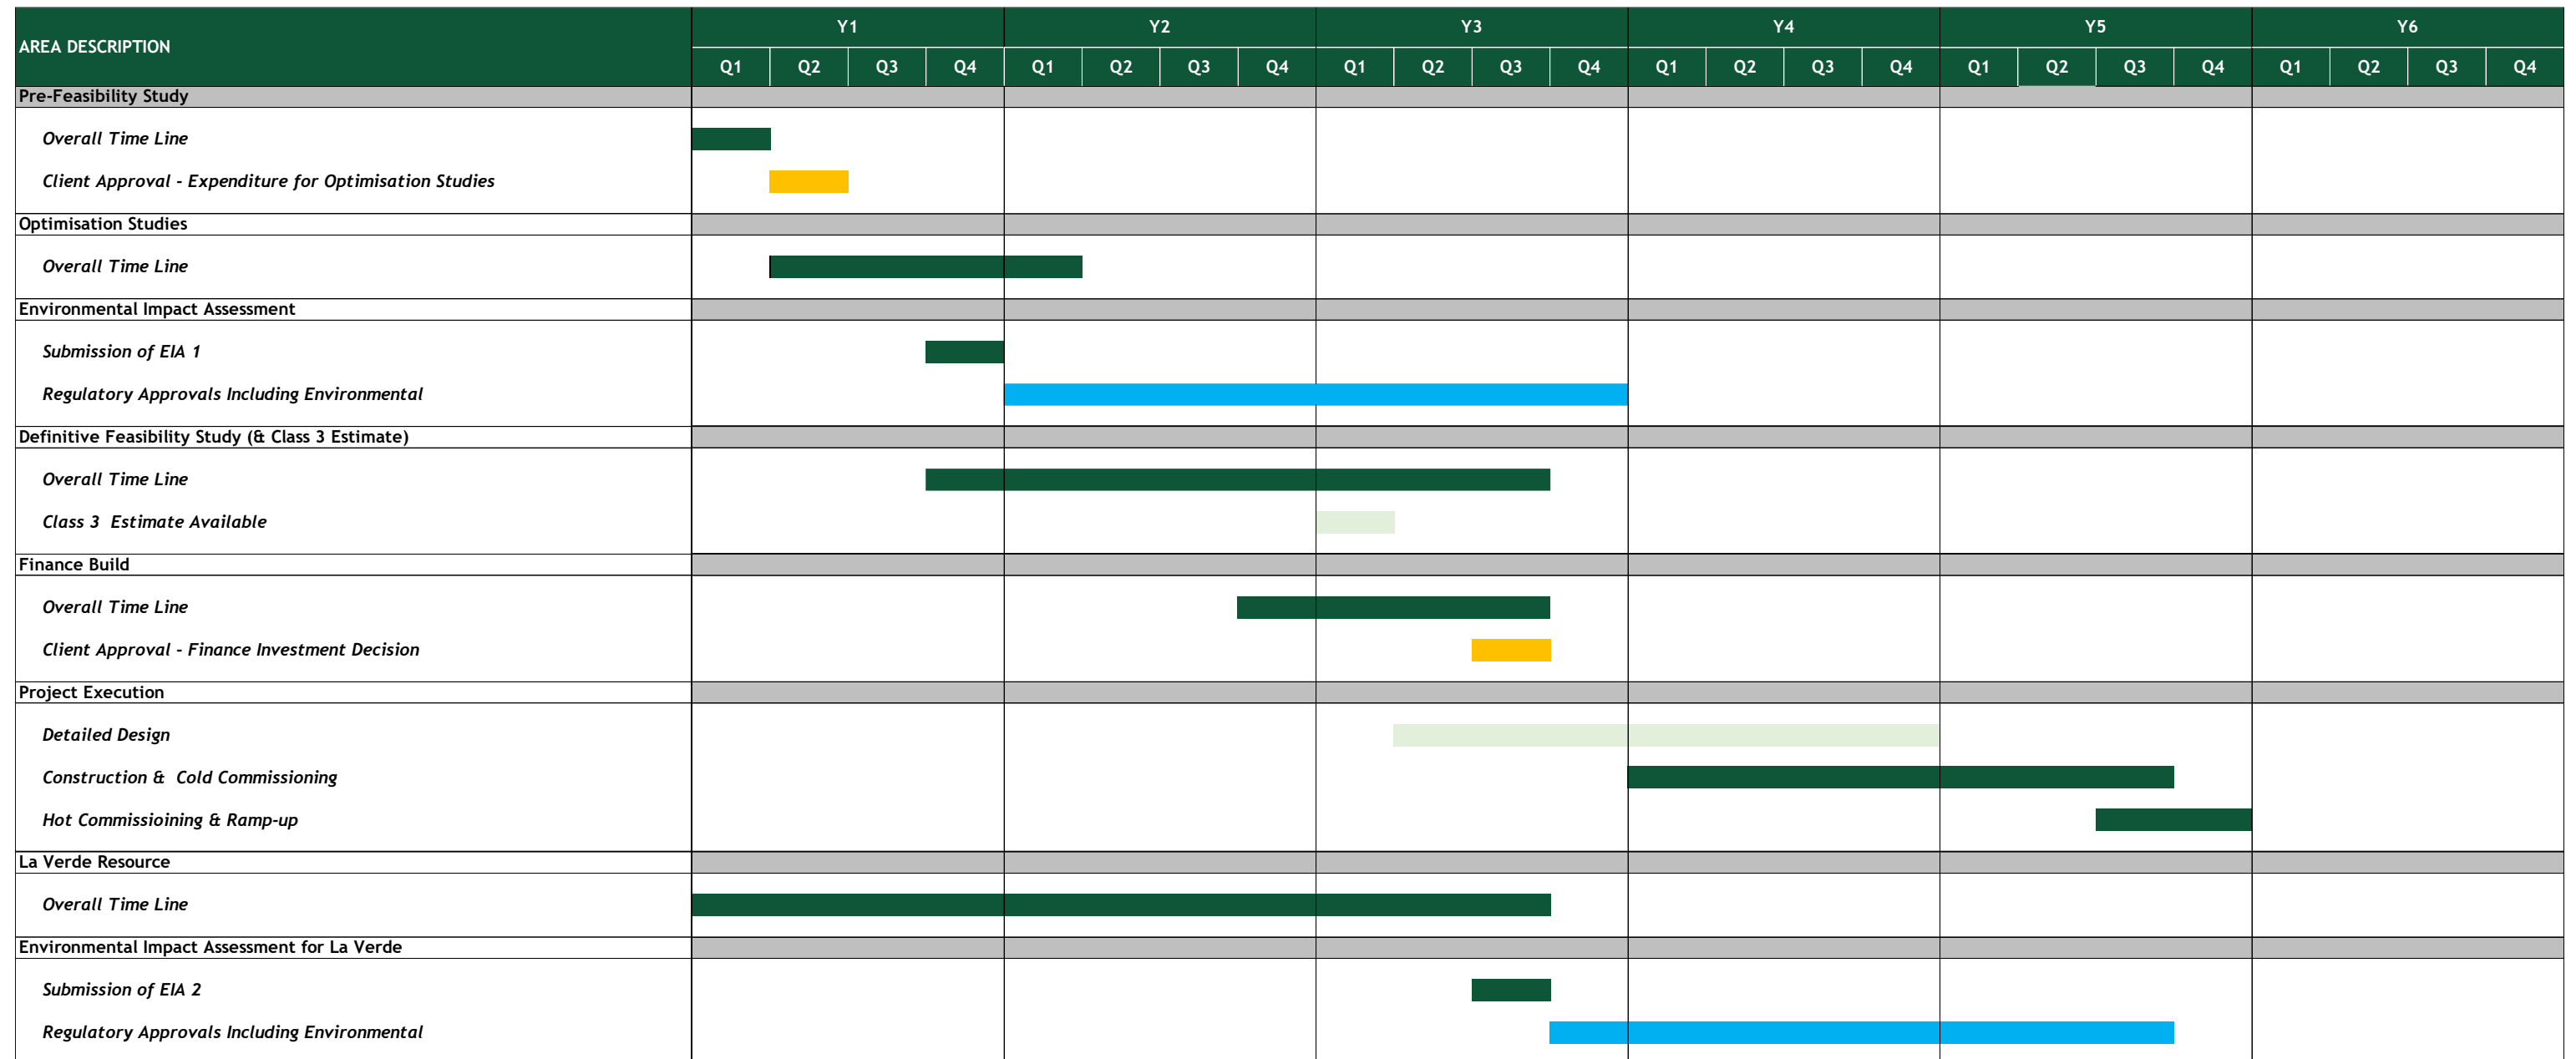 AREA DESCRIPTION
Y1 Y2 Y3 Y4 Y5 Y6
Q1 Q2 Q3 Q4 Q1 Q2 Q3 Q4 Q1 Q2 Q3 Q4 Q1 Q2 Q3 Q4 Q1 Q2 Q3 Q4 Q1 Q2 Q3 Q4
Pre-Feasibility Study
Overall Time Line
Client Approval - Expenditure for Optimisation Studies
Optimisation Studies
Overall Time Line
Environmental Impact Assessment
Submission of EIA 1
Regulatory Approvals Including Environmental
Definitive Feasibility Study (& Class 3 Estimate)
Overall Time Line
Class 3 Estimate Available
Finance Build
Overall Time Line
Client Approval - Finance Investment Decision
Project Execution
Detailed Design
Construction & Cold Commissioning
Hot Commissioining & Ramp-up
La Verde Resource
Overall Time Line
Environmental Impact Assessment for La Verde
Submission of EIA 2
Regulatory Approvals Including Environmental